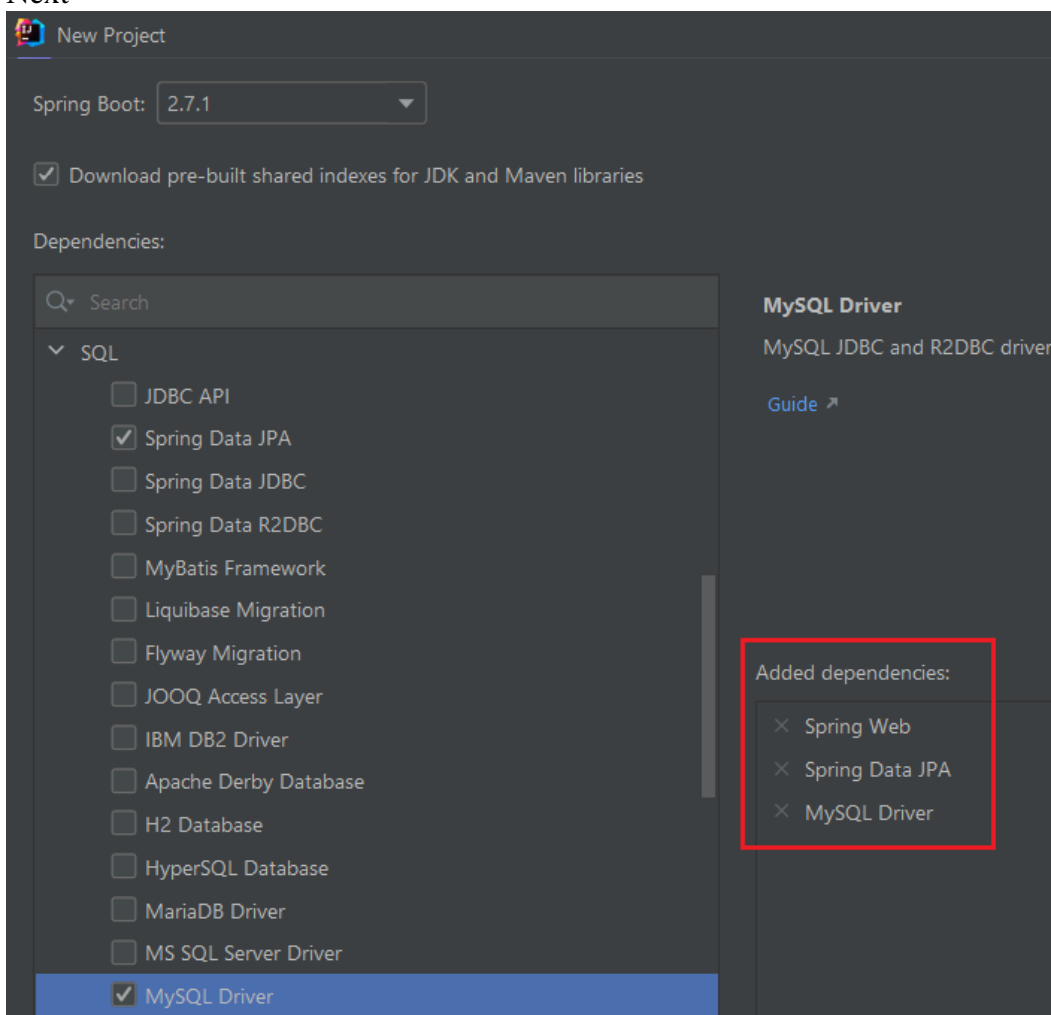 Next
New Project
Spring Boot: 2.7.1
Download pre-built shared indexes for JDK and Maven libraries
Dependencies:
Search
SQL
JDBC API
Spring Data JPA
Spring Data JDBC
Spring Data R2DBC
MyBatis Framework
Liquibase Migration
Flyway Migration
JOOQ Access Layer
IBM DB2 Driver
Apache Derby Database
H2 Database
HyperSQL Database
MariaDB Driver
MS SQL Server Driver
MySQL Driver
MySQL Driver
MySQL JDBC and R2DBC driver
Guide
Added dependencies:
Spring Web
Spring Data JPA
MySQL Driver